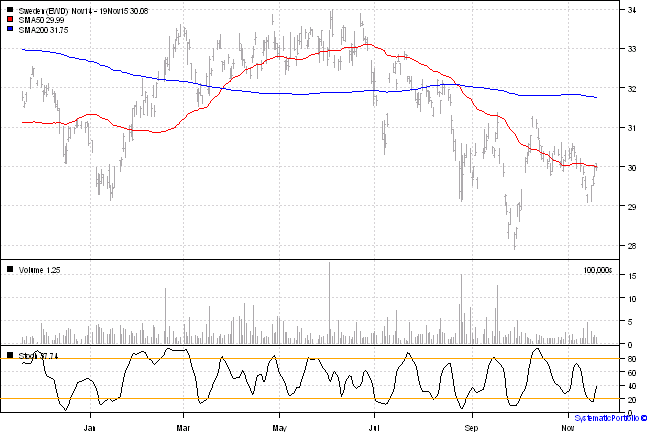 Sweden (EWD) Nov14 - 19Nov15 30.08
SMA50 29.99
SMA200 31.75
34
33
32
31
30
29
28
Volume 1.25
100,000s
15
10
5
0
Stoch 37.74
80
60
40
20
0
Jan
Mar
May
Jul
Sep
Nov
SystematicPortfolio ©